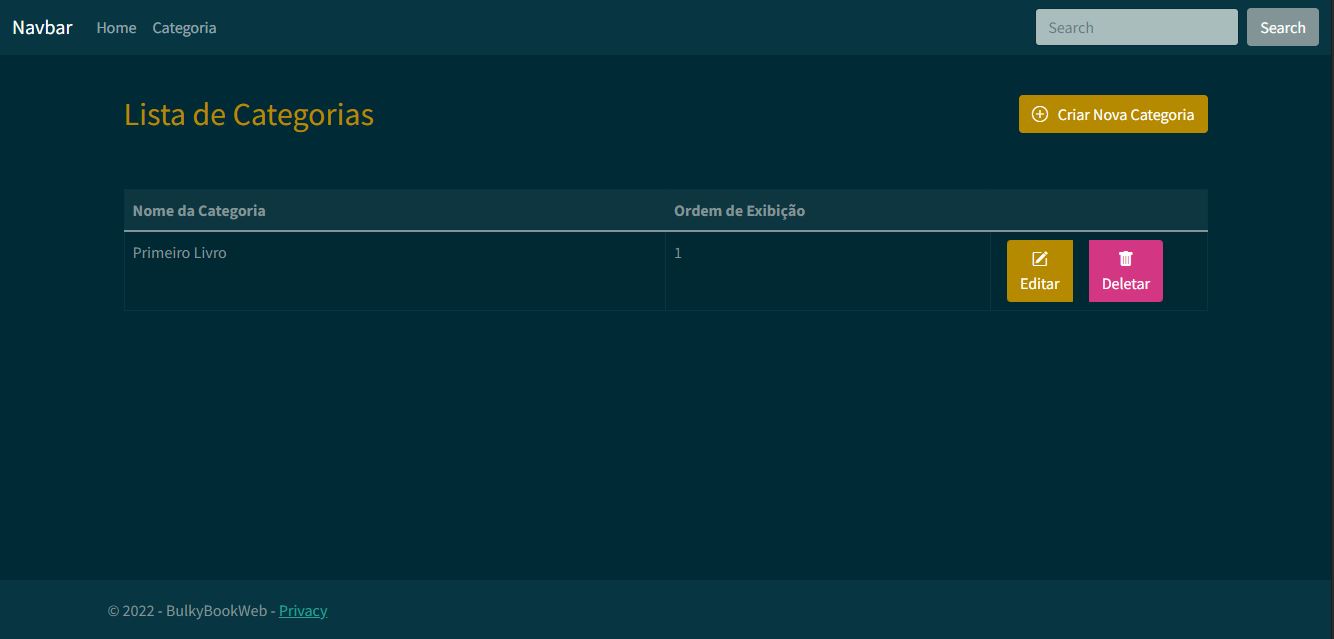 Navbar Home Categoria Search Search
Lista de Categorias Criar Nova Categoria
Nome da Categoria Ordem de Exibição
Primeiro Livro 1
Editar Deletar
© 2022 - BulkyBookWeb - Privacy